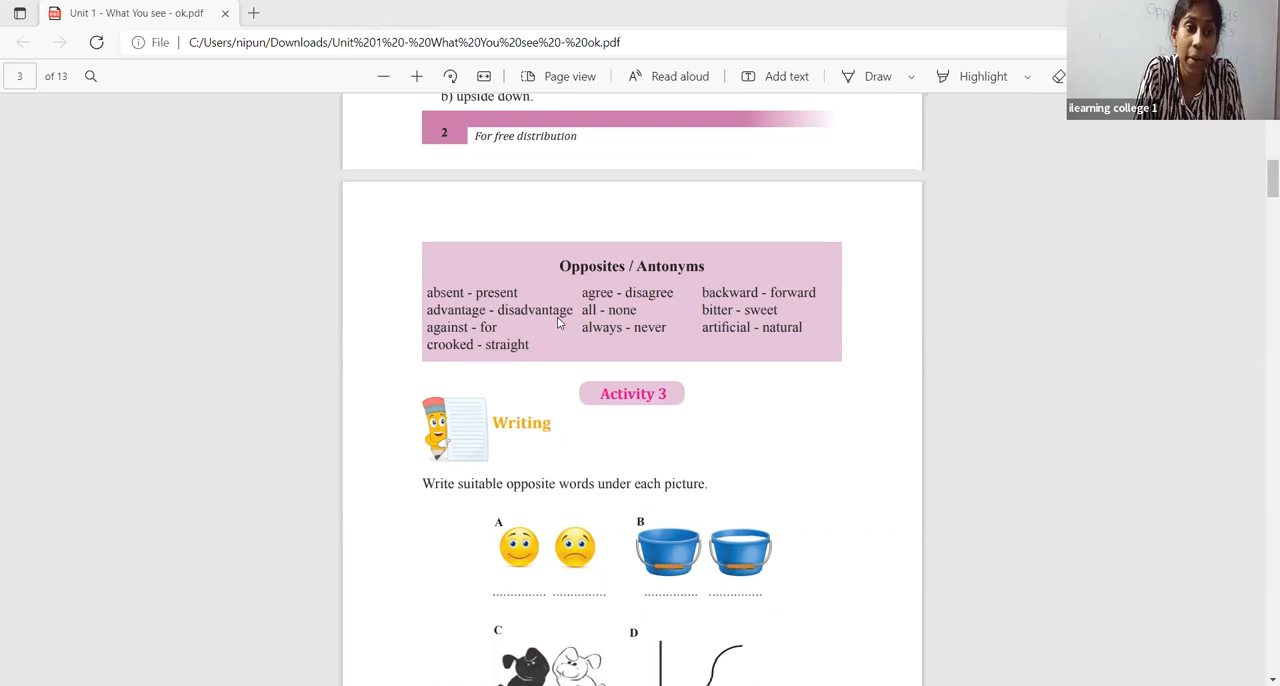 Unit 1 - What You see - ok.pdf
File
C:/Users/nipun/Downloads/Unit%201%20-%20What%20You%20see%20-%20ok.pdf
3 of 13
Page view
Read aloud
Add text
Draw
Highlight
ilearning college 1
b) upside down.
2
For free distribution
Opposites / Antonyms
absent - present
agree - disagree
backward - forward
advantage - disadvantage
all - none
bitter - sweet
against - for
always - never
artificial - natural
crooked - straight
Activity 3
Writing
Write suitable opposite words under each picture.
A
B
............... ...............
............... ...............
C
D